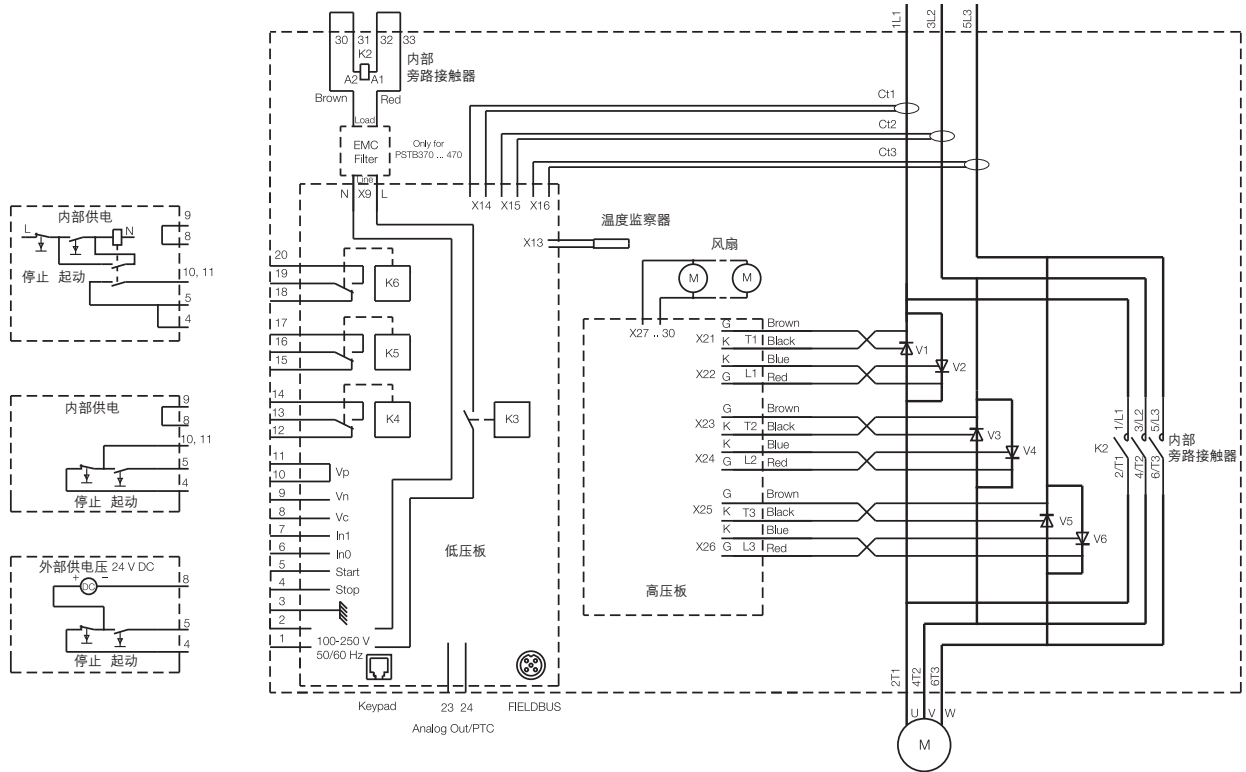 1L1
3L2
5L3
30 31 32 33
K2
A2 A1
内部
旁路接触器
Brown Red
Load
EMC
Filter
Line
Only for
PSTB370 ... 470
N X9 L
Ct1
Ct2
Ct3
X14 X15 X16
X13
温度监察器
风扇
M M
X27 .. 30
内部供电
L N
停止 起动
9
8
10, 11
5
4
内部供电
停止 起动
9
8
10, 11
5
4
外部供电压 24 V DC
+ DC −
停止 起动
8
5
4
20
19
18
K6
17
16
15
K5
14
13
12
K4
K3
11
10
Vp
9 Vn
8 Vc
7 In1
6 In0
5 Start
4 Stop
3
2
1
100-250 V
50/60 Hz
低压板
Keypad
23 24
Analog Out/PTC
FIELDBUS
X21
G Brown
K T1 Black
X22
K Blue
G L1 Red
X23
G Brown
K T2 Black
X24
K Blue
G L2 Red
X25
G Brown
K T3 Black
X26
K Blue
G L3 Red
高压板
V1
V2
V3
V4
V5
V6
K2
1/L1
3/L2
5/L3
2/T1
4/T2
6/T3
内部
旁路接触器
2T1
4T2
6T3
U V W
M